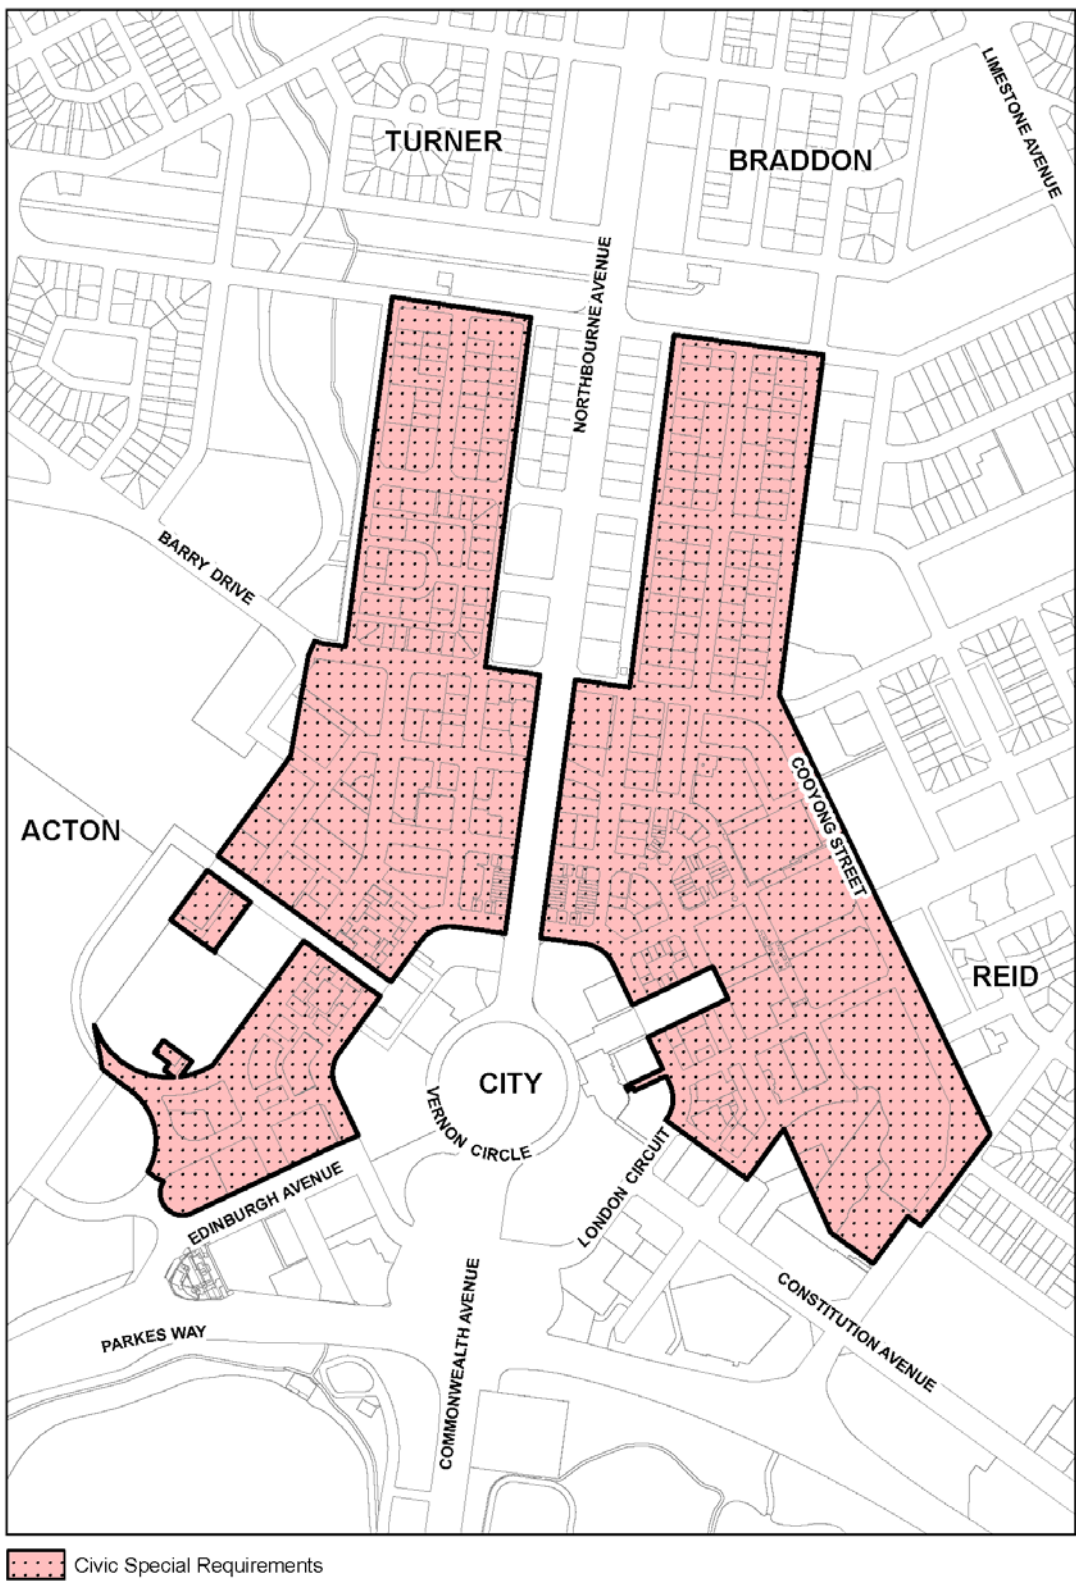 TURNER
BRADDON
LIMESTONE AVENUE
NORTHBOURNE AVENUE
BARRY DRIVE
ACTON
COOYONG STREET
REID
CITY
VERNON CIRCLE
LONDON CIRCUIT
EDINBURGH AVENUE
CONSTITUTION AVENUE
PARKES WAY
COMMONWEALTH AVENUE
Civic Special Requirements